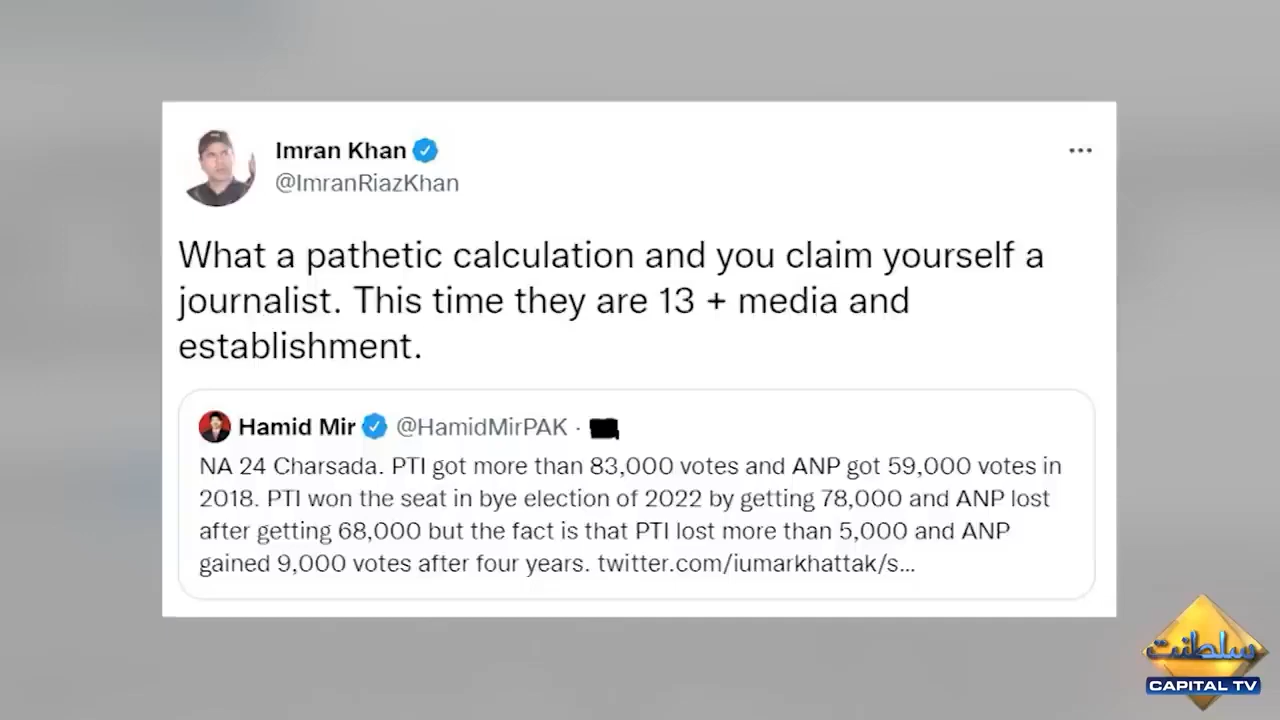 Imran Khan
@ImranRiazKhan
What a pathetic calculation and you claim yourself a
journalist. This time they are 13 + media and
establishment.
Hamid Mir @HamidMirPAK ·
NA 24 Charsada. PTI got more than 83,000 votes and ANP got 59,000 votes in
2018. PTI won the seat in bye election of 2022 by getting 78,000 and ANP lost
after getting 68,000 but the fact is that PTI lost more than 5,000 and ANP
gained 9,000 votes after four years. twitter.com/iumarkhattak/s...
سلطنت
CAPITAL TV